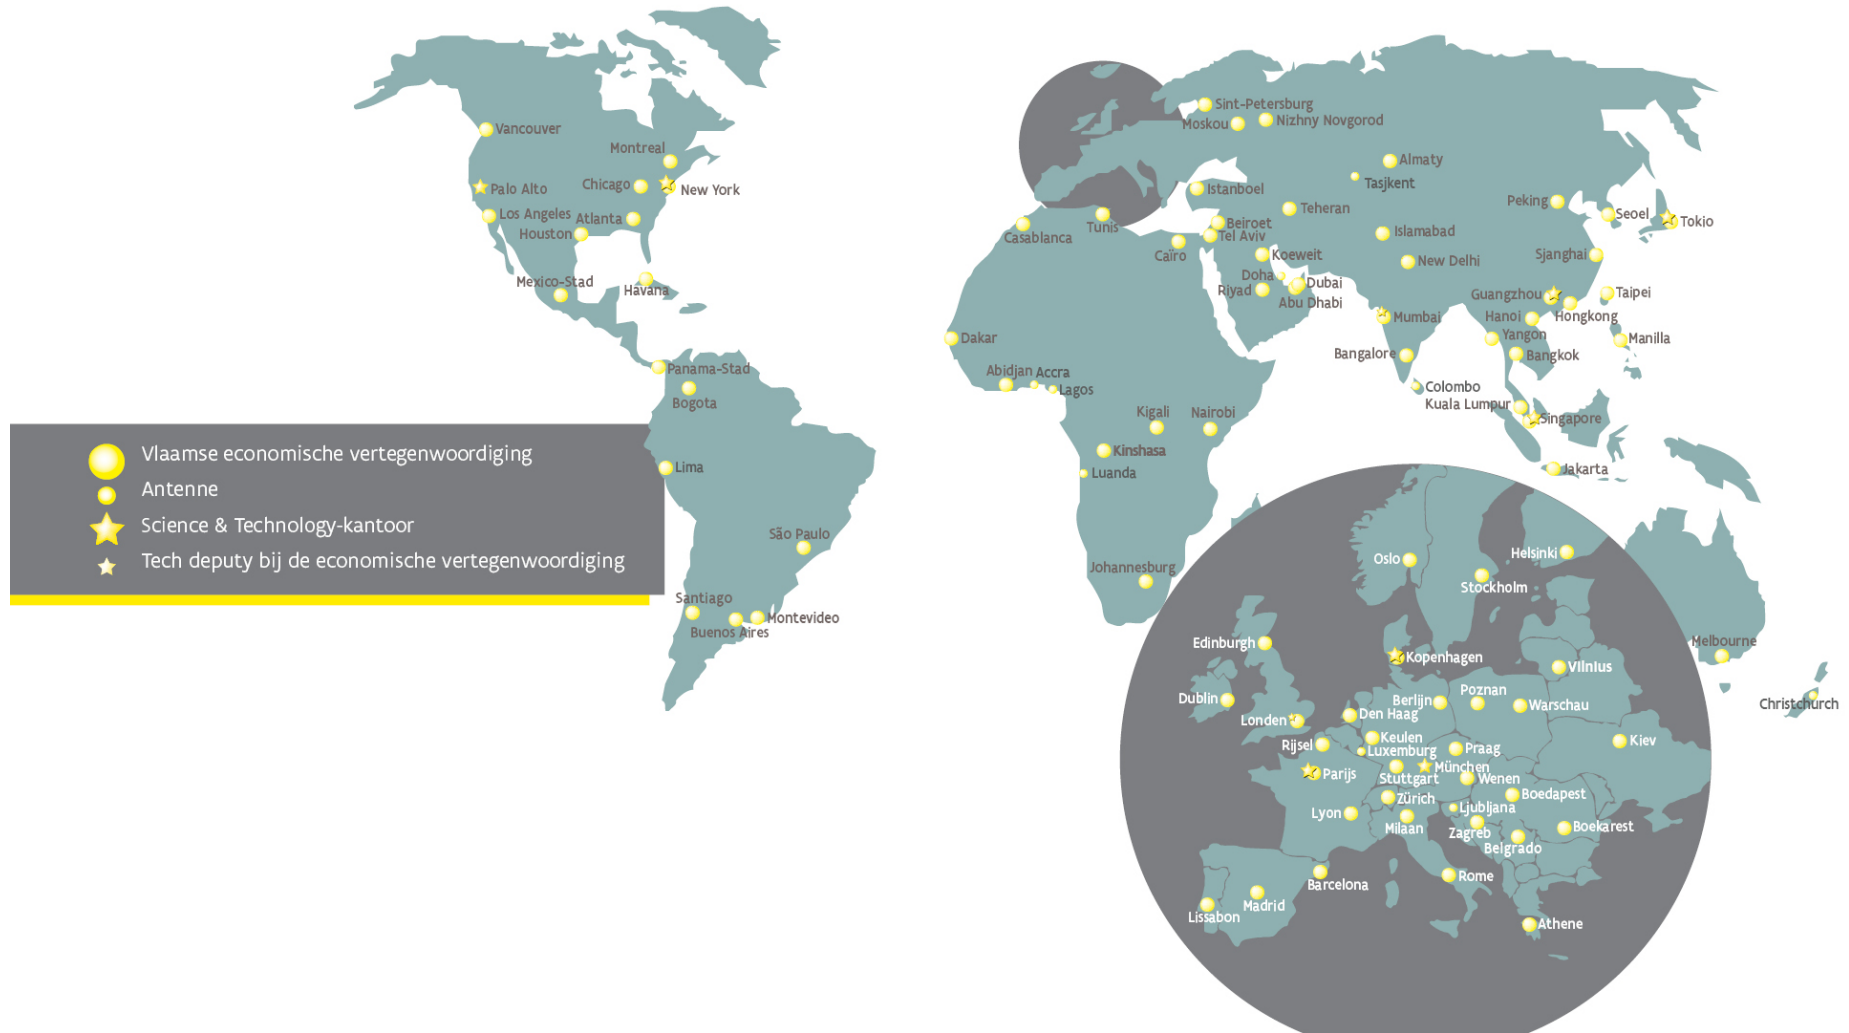 Vancouver
Montreal
Palo Alto
Chicago
New York
Los Angeles
Atlanta
Houston
Mexico-Stad
Havana
Panama-Stad
Bogota
Lima
São Paulo
Santiago
Montevideo
Buenos Aires
Vlaamse economische vertegenwoordiging
Antenne
Science & Technology-kantoor
Tech deputy bij de economische vertegenwoordiging
Sint-Petersburg
Moskou
Nizhny Novgorod
Almaty
Tasjkent
Istanboel
Teheran
Peking
Seoel
Tokio
Casablanca
Tunis
Beiroet
Tel Aviv
Caïro
Islamabad
Koeweit
New Delhi
Sjanghai
Doha
Dubai
Riyad
Abu Dhabi
Guangzhou
Taipei
Mumbai
Hanoi
Hongkong
Dakar
Yangon
Manilla
Bangalore
Bangkok
Abidjan
Accra
Lagos
Colombo
Kuala Lumpur
Singapore
Kigali
Nairobi
Kinshasa
Luanda
Jakarta
Johannesburg
Melbourne
Christchurch
Oslo
Helsinki
Stockholm
Edinburgh
Kopenhagen
Vilnius
Dublin
Berlijn
Poznan
Warschau
Londen
Den Haag
Rijsel
Keulen
Luxemburg
Praag
Kiev
Parijs
Stuttgart
München
Wenen
Zürich
Boedapest
Lyon
Milaan
Ljubljana
Zagreb
Boekarest
Belgrado
Barcelona
Rome
Madrid
Lissabon
Athene